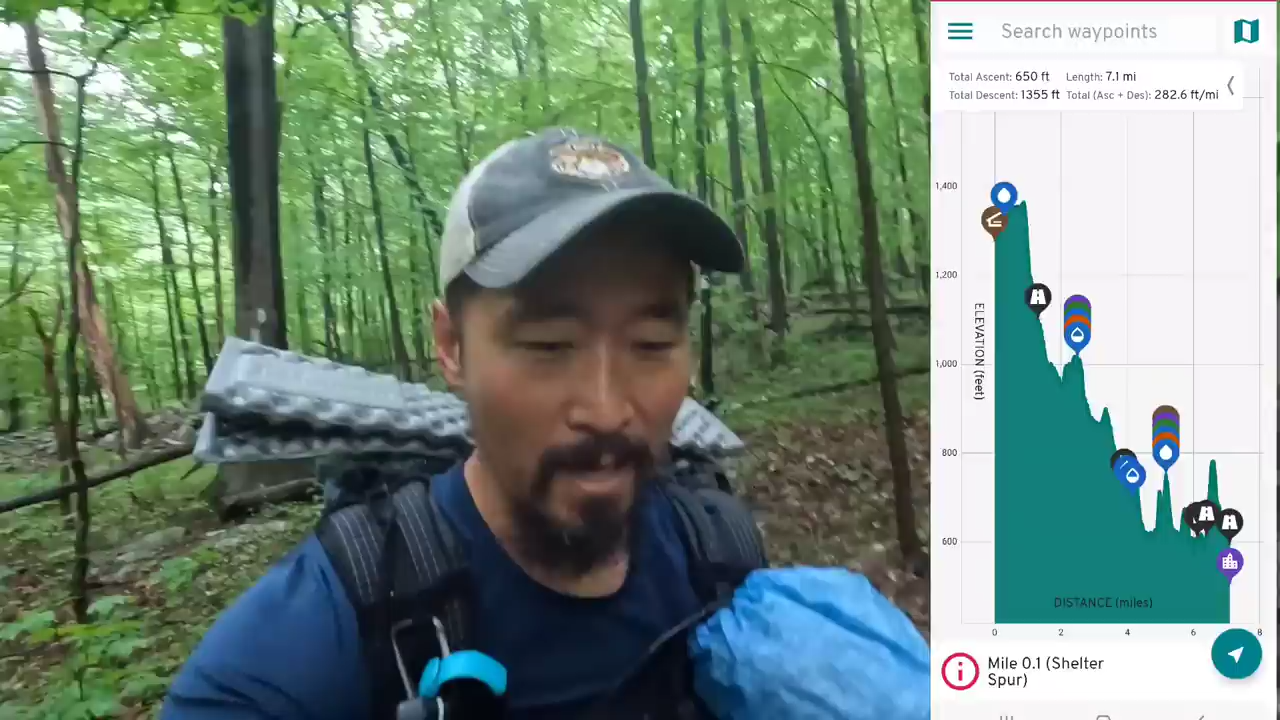 Search waypoints
Total Ascent: 650 ft Length: 7.1 mi
Total Descent: 1355 ft Total (Asc + Des): 282.6 ft/mi
1,400
1,200
1,000
800
600
ELEVATION (feet)
DISTANCE (miles)
0 2 4 6 8
Mile 0.1 (Shelter
Spur)